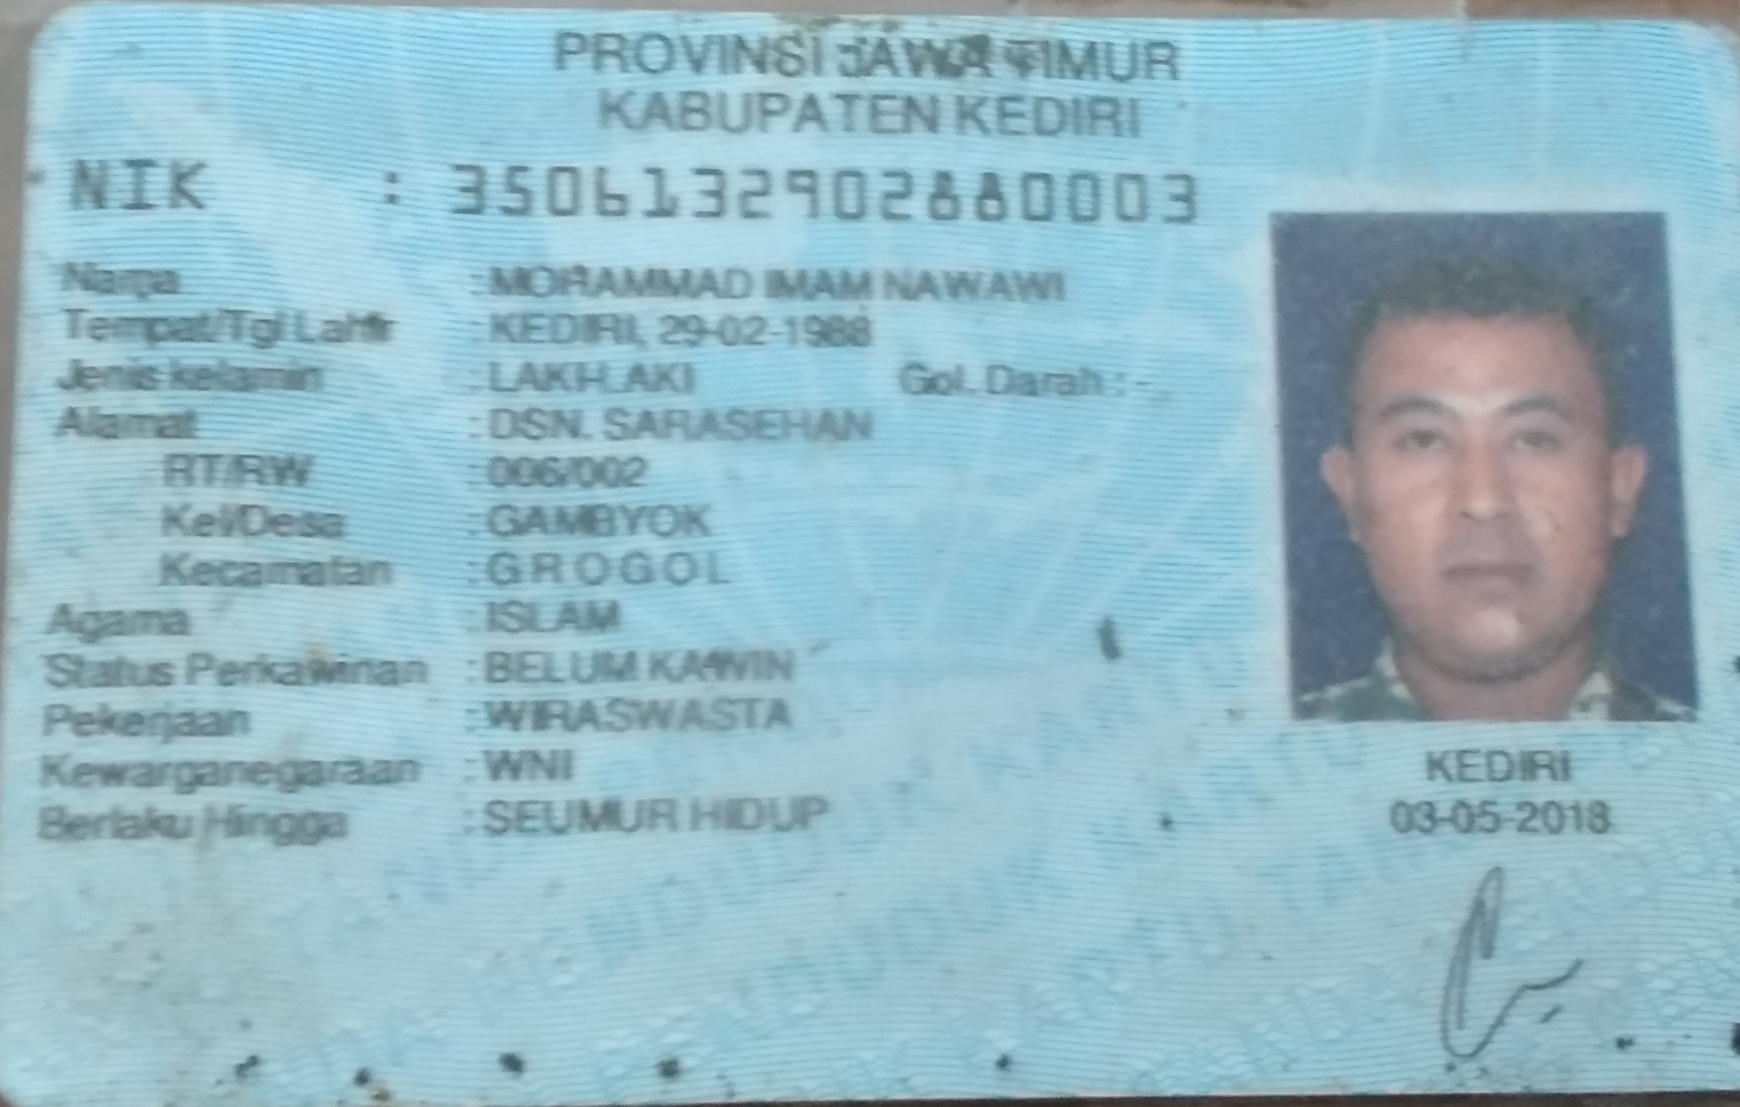 PROVINSI JAWA TIMUR
KABUPATEN KEDIRI
NIK : 3506132902880003
Nama : MOHAMMAD IMAM NAWAWI
Tempat/Tgl Lahir : KEDIRI, 29-02-1988
Jenis kelamin : LAKI-LAKI Gol. Darah : -
Alamat : DSN. SARASEHAN
RT/RW : 006/002
Kel/Desa : GAMBYOK
Kecamatan : GROGOL
Agama : ISLAM
Status Perkawinan : BELUM KAWIN
Pekerjaan : WIRASWASTA
Kewarganegaraan : WNI
Berlaku Hingga : SEUMUR HIDUP
KEDIRI
03-05-2018